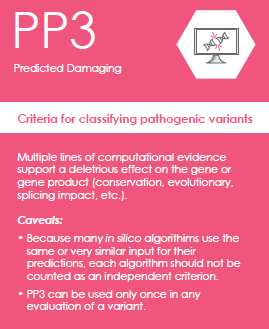 PP3
Predicted Damaging
Criteria for classifying pathogenic variants
Multiple lines of computational evidence
support a deletrious effect on the gene or
gene product (conservation, evolutionary,
splicing impact, etc.).
Caveats:
• Because many in silico algorithims use the
same or very similar input for their
predictions, each algorithm should not be
counted as an independent criterion.
• PP3 can be used only once in any
evaluation of a variant.